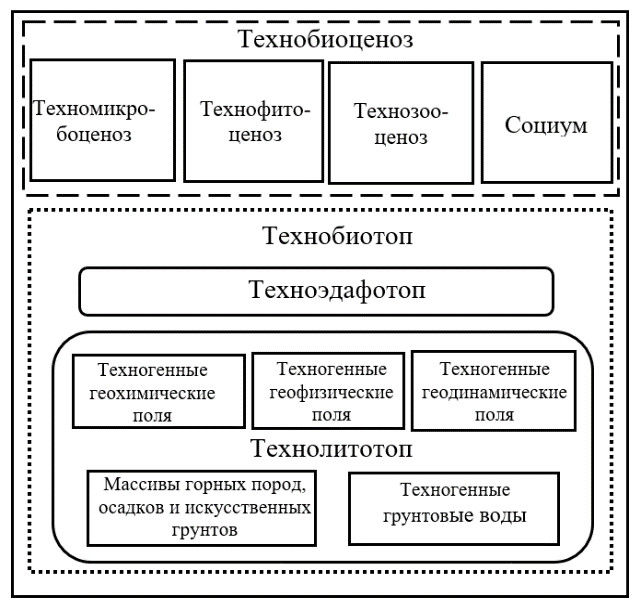 Технобиоценоз
Техномикро-
боценоз
Технофито-
ценоз
Технозоо-
ценоз
Социум
Технобиотоп
Техноэдафотоп
Техногенные
геохимические
поля
Техногенные
геофизические
поля
Техногенные
геодинамические
поля
Технолитотоп
Массивы горных пород,
осадков и искусственных
грунтов
Техногенные
грунтовые воды